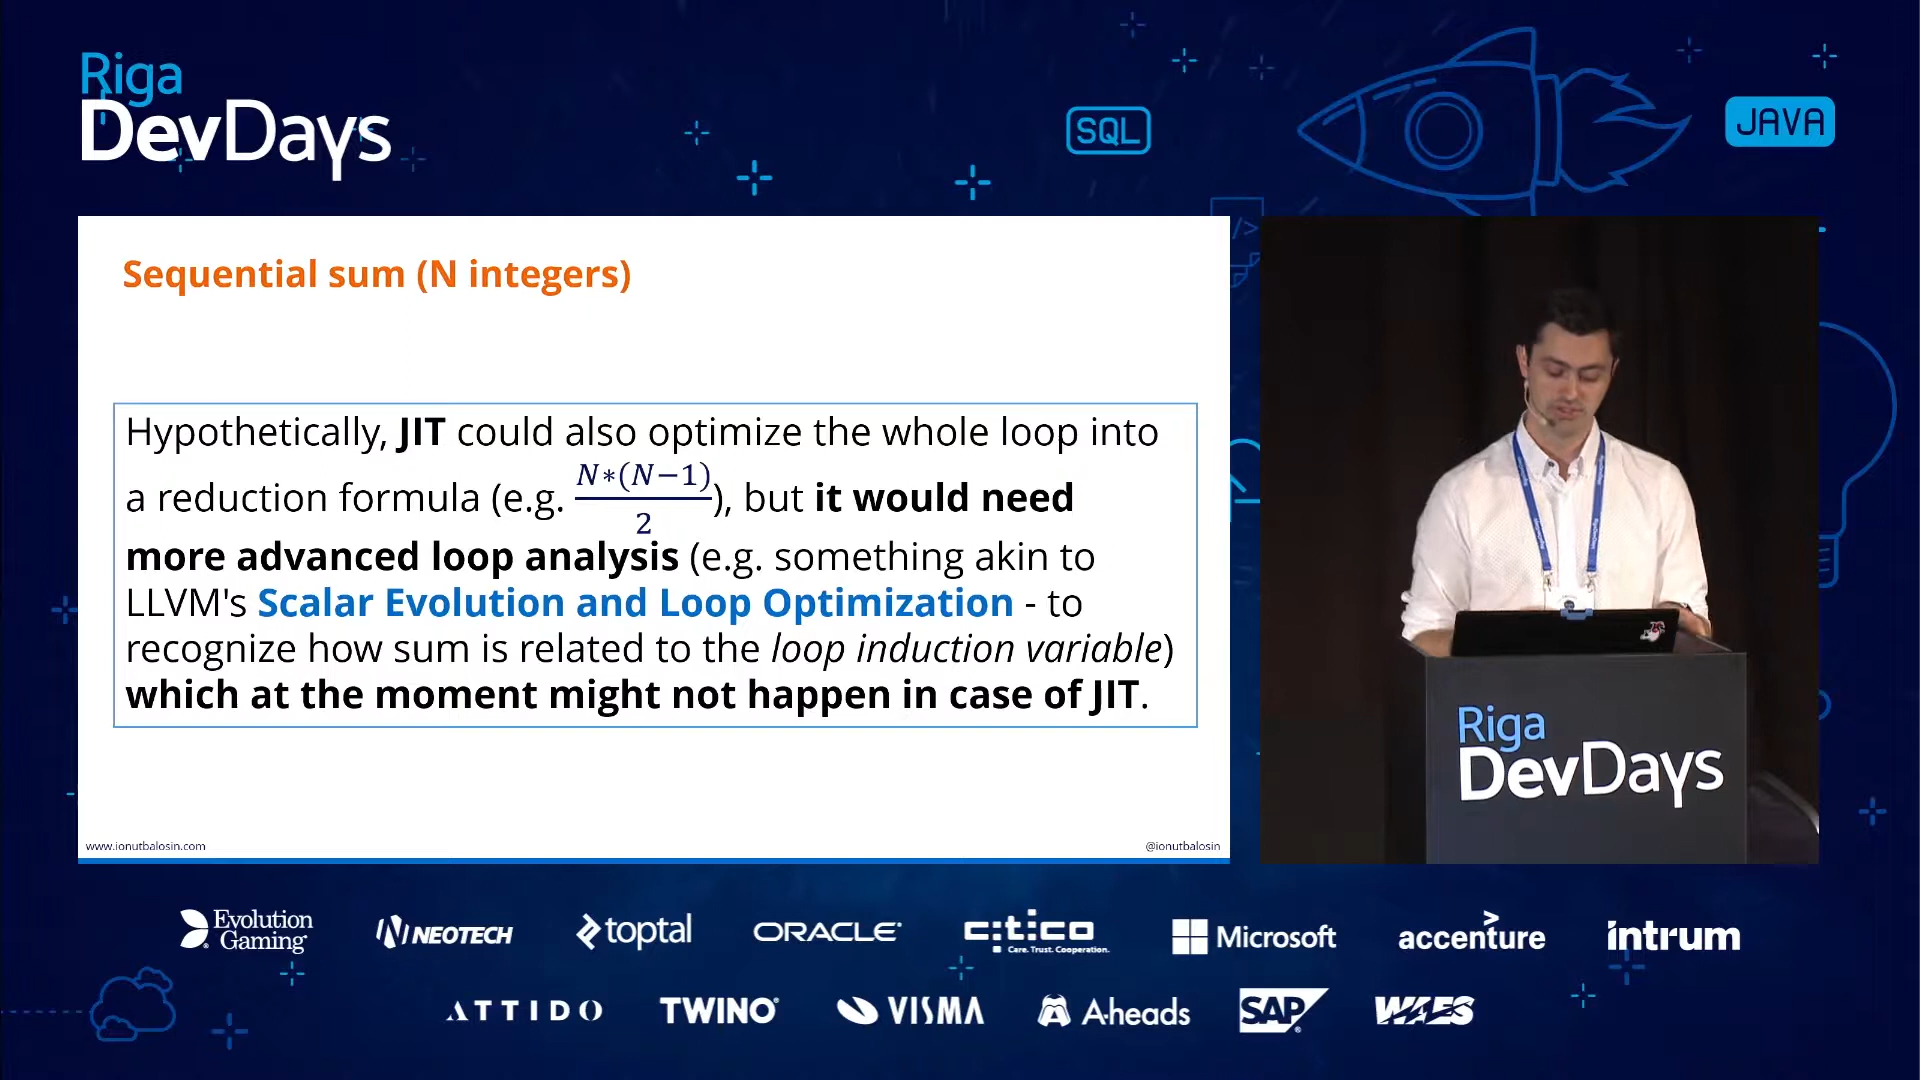 Riga
DevDays
SQL
JAVA
</>
Sequential sum (N integers)
Hypothetically, JIT could also optimize the whole loop into
a reduction formula (e.g. N∗(N−1)/2), but it would need
more advanced loop analysis (e.g. something akin to
LLVM's Scalar Evolution and Loop Optimization - to
recognize how sum is related to the loop induction variable)
which at the moment might not happen in case of JIT.
www.ionutbalosin.com
@ionutbalosin
Riga
DevDays
Evolution Gaming
NEOTECH
toptal
ORACLE
citico
Care. Trust. Cooperation.
Microsoft
accenture
intrum
ATTIDO
TWINO
VISMA
A-heads
SAP
WAES